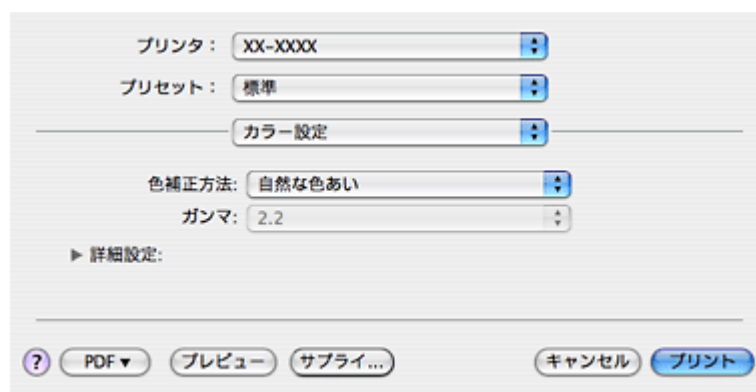 プリンタ： XX-XXXX
プリセット： 標準
カラー設定
色補正方法: 自然な色あい
ガンマ: 2.2
▶ 詳細設定:
? PDF ▼ プレビュー サプライ... キャンセル プリント